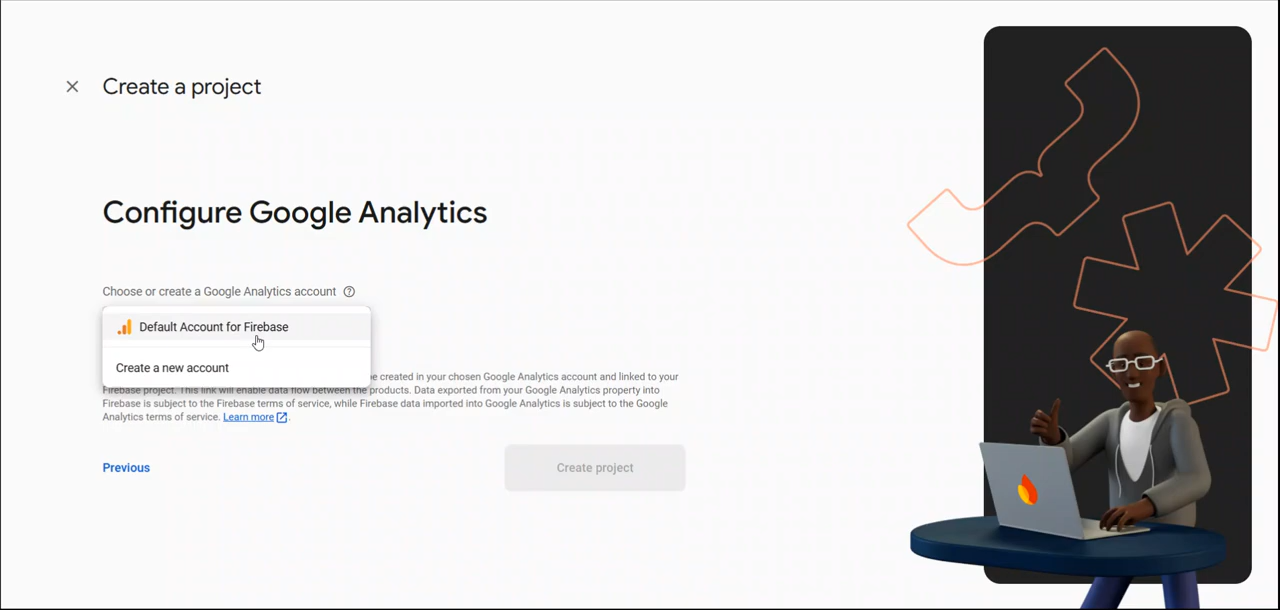 Create a project
Configure Google Analytics
Choose or create a Google Analytics account
Default Account for Firebase
Create a new account
be created in your chosen Google Analytics account and linked to your
Firebase project. This link will enable data flow between the products. Data exported from your Google Analytics property into
Firebase is subject to the Firebase terms of service, while Firebase data imported into Google Analytics is subject to the Google
Analytics terms of service. Learn more.
Previous
Create project